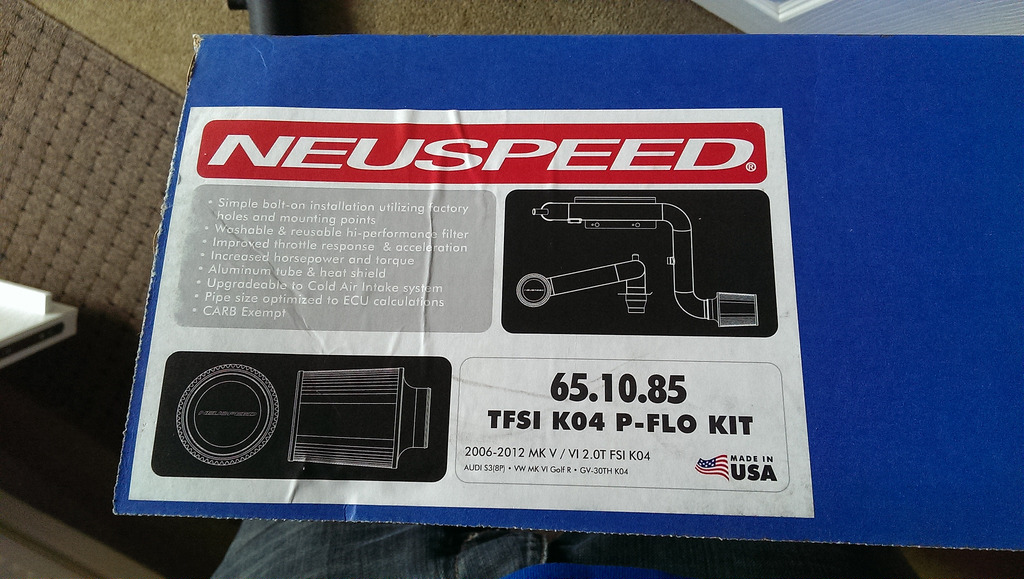 NEUSPEED®
• Simple bolt-on installation utilizing factory
holes and mounting points
• Washable & reusable hi-performance filter
• Improved throttle response & acceleration
• Increased horsepower and torque
• Aluminum tube & heat shield
• Upgradeable to Cold Air Intake system
• Pipe size optimized to ECU calculations
• CARB Exempt
NEUSPEED
65.10.85
TFSI K04 P-FLO KIT
2006-2012 MK V / VI 2.0T FSI K04
AUDI S3(8P) • VW MK VI Golf R • GV-30TH K04
MADE IN
USA